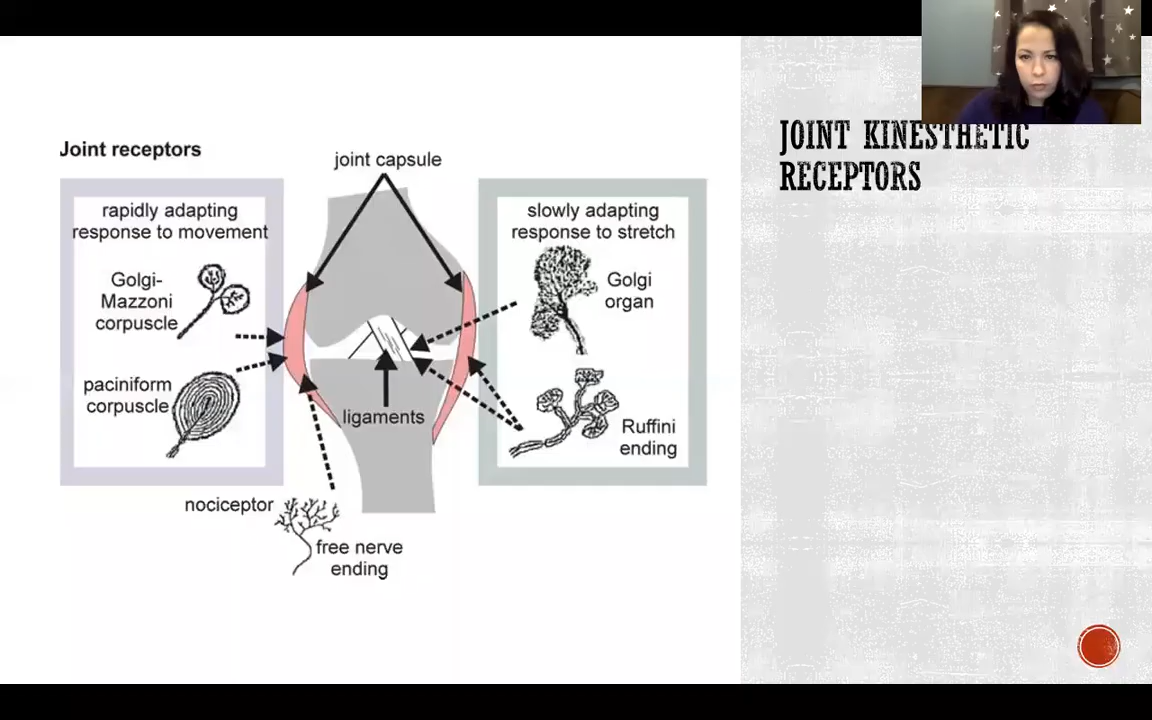 JOINT KINESTHETIC
RECEPTORS
Joint receptors
joint capsule
rapidly adapting
response to movement
Golgi-
Mazzoni
corpuscle
paciniform
corpuscle
slowly adapting
response to stretch
Golgi
organ
Ruffini
ending
ligaments
nociceptor
free nerve
ending